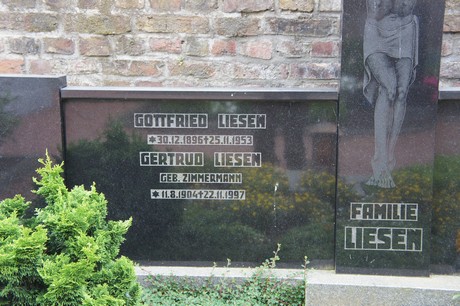 GOTTFRIED LIESEN
*30.12.1896†25.11.1953
GERTRUD LIESEN
GEB. ZIMMERMANN
*11.8.1904†22.11.1997
FAMILIE
LIESEN